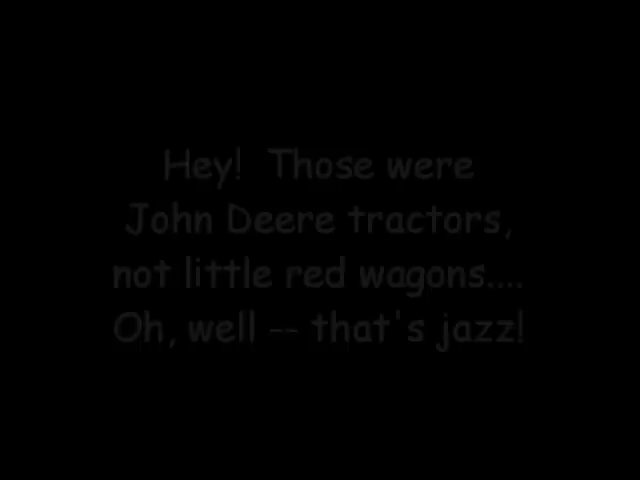 Hey!  Those were
John Deere tractors,
not little red wagons....
Oh, well -- that's jazz!